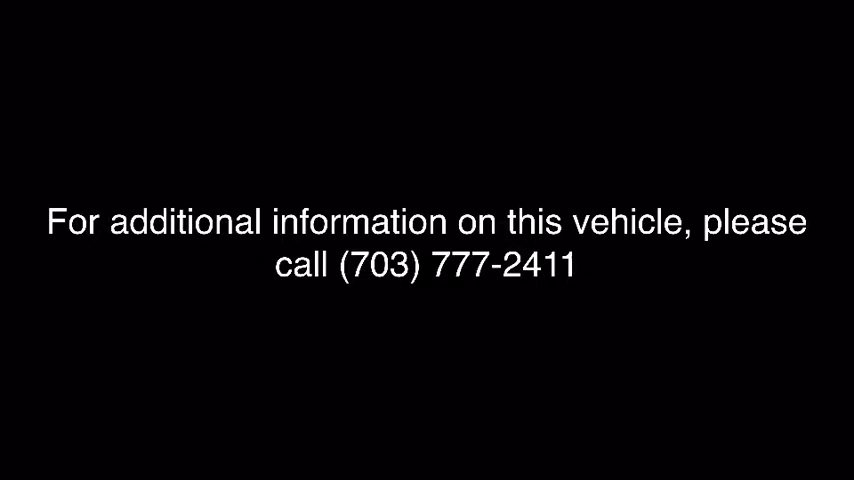 For additional information on this vehicle, please
call (703) 777-2411